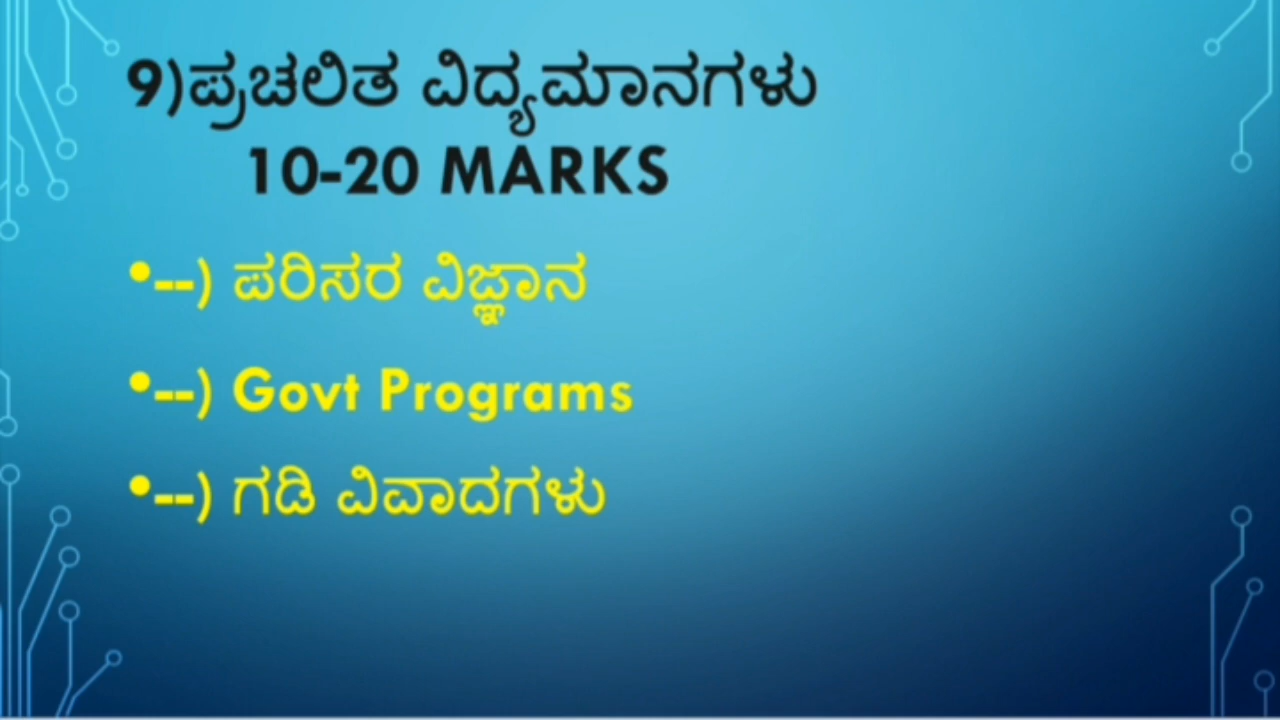 9)ಪ್ರಚಲಿತ ವಿದ್ಯಮಾನಗಳು
10-20 MARKS
•--) ಪರಿಸರ ವಿಜ್ಞಾನ
•--) Govt Programs
•--) ಗಡಿ ವಿವಾದಗಳು